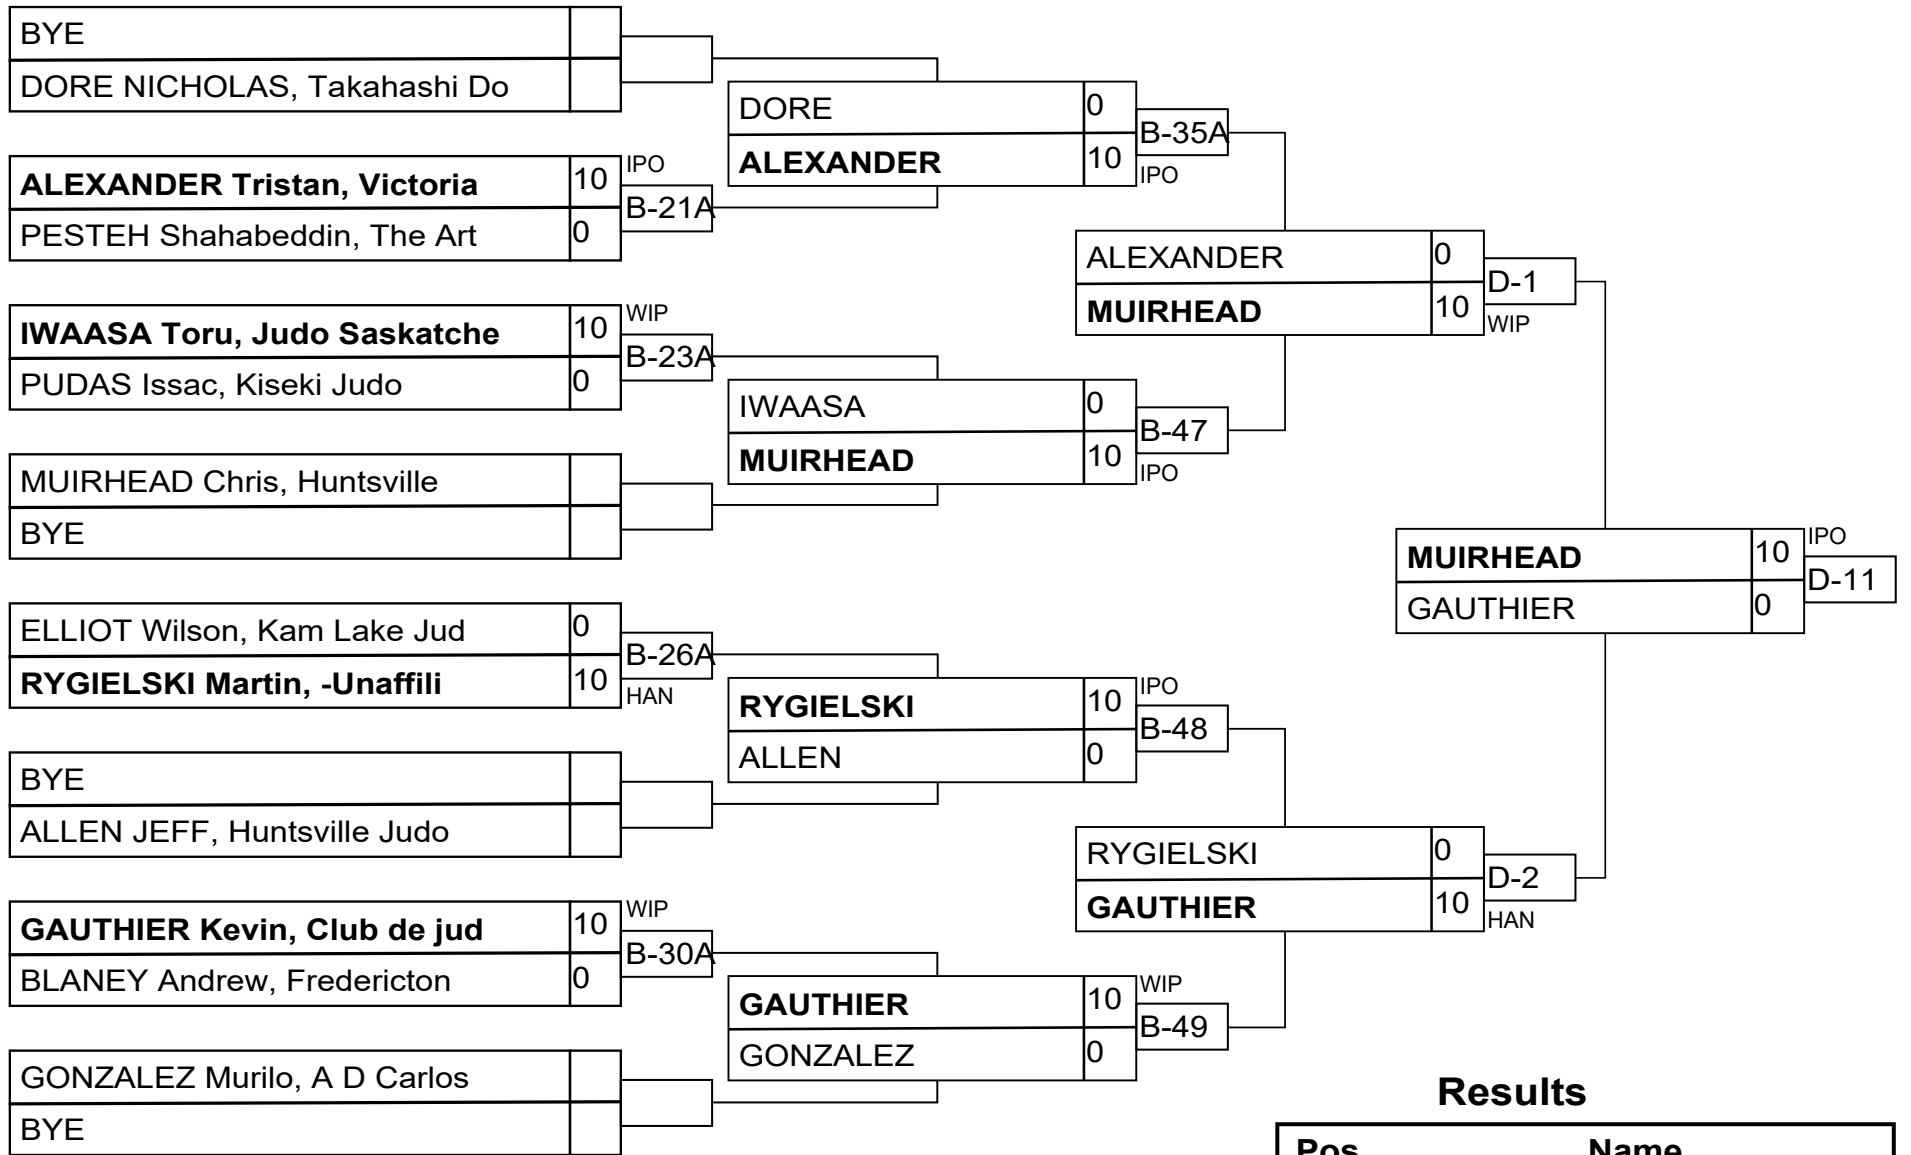 BYE
DORE NICHOLAS, Takahashi Do
ALEXANDER Tristan, Victoria 10 IPO
B-21A
PESTEH Shahabeddin, The Art 0
IWAASA Toru, Judo Saskatche 10 WIP
B-23A
PUDAS Issac, Kiseki Judo 0
MUIRHEAD Chris, Huntsville
BYE
ELLIOT Wilson, Kam Lake Jud 0
B-26A
RYGIELSKI Martin, -Unaffili 10 HAN
BYE
ALLEN JEFF, Huntsville Judo
GAUTHIER Kevin, Club de jud 10 WIP
B-30A
BLANEY Andrew, Fredericton 0
GONZALEZ Murilo, A D Carlos
BYE
DORE 0
B-35A
ALEXANDER 10 IPO
IWAASA 0
B-47
MUIRHEAD 10 IPO
RYGIELSKI 10 IPO
B-48
ALLEN 0
GAUTHIER 10 WIP
B-49
GONZALEZ 0
ALEXANDER 0
D-1
MUIRHEAD 10 WIP
RYGIELSKI 0
D-2
GAUTHIER 10 HAN
MUIRHEAD 10 IPO
D-11
GAUTHIER 0
Results
Pos Name